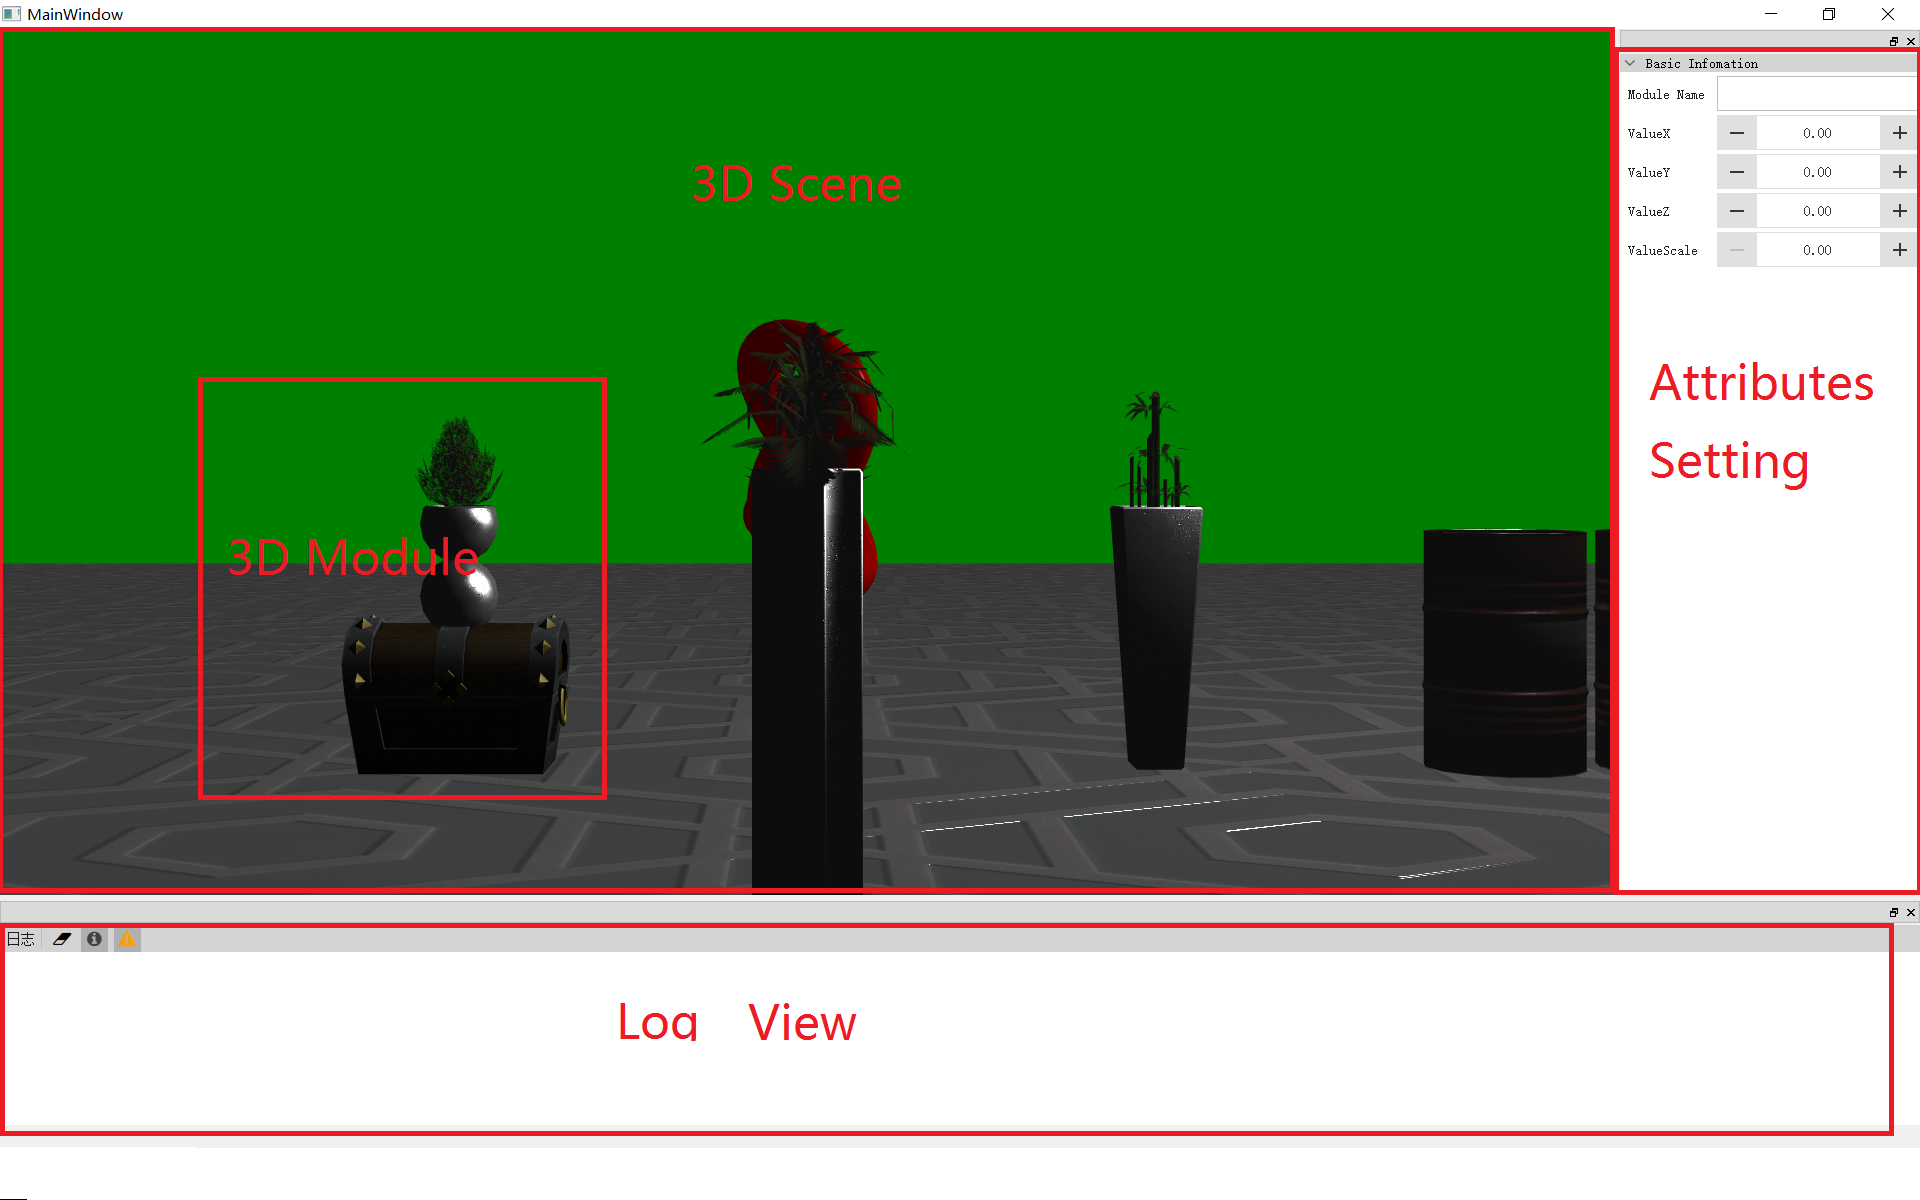 MainWindow
Basic Infomation
Module Name
ValueX 0.00
ValueY 0.00
ValueZ 0.00
ValueScale 0.00
3D Scene
Attributes
Setting
3D Module
日志
Log View